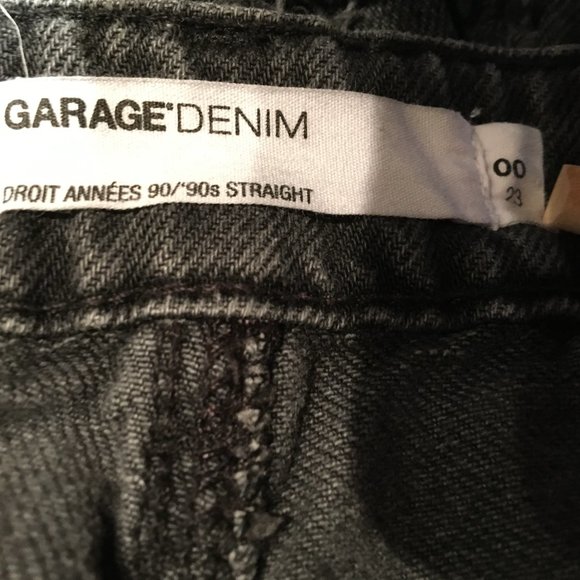 GARAGE DENIM
DROIT ANNÉES 90/'90s STRAIGHT
00
23